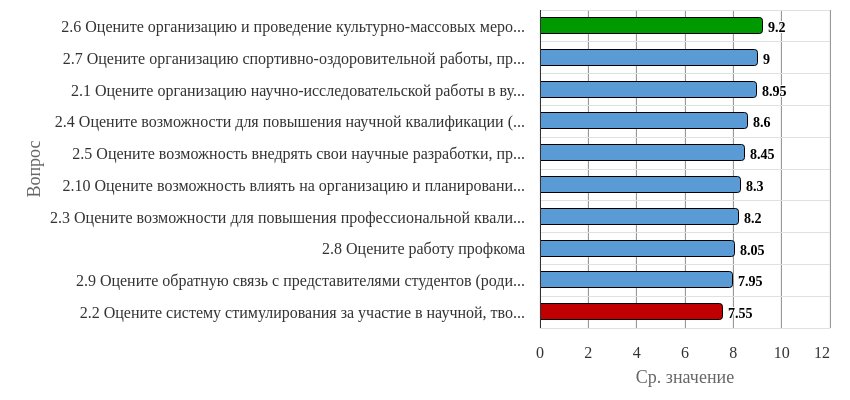 2.6 Оцените организацию и проведение культурно-массовых меро... 9.2
2.7 Оцените организацию спортивно-оздоровительной работы, пр... 9
2.1 Оцените организацию научно-исследовательской работы в ву... 8.95
2.4 Оцените возможности для повышения научной квалификации (... 8.6
2.5 Оцените возможность внедрять свои научные разработки, пр... 8.45
2.10 Оцените возможность влиять на организацию и планировани... 8.3
2.3 Оцените возможности для повышения профессиональной квали... 8.2
2.8 Оцените работу профкома 8.05
2.9 Оцените обратную связь с представителями студентов (роди... 7.95
2.2 Оцените систему стимулирования за участие в научной, тво... 7.55
Вопрос
0 2 4 6 8 10 12
Ср. значение